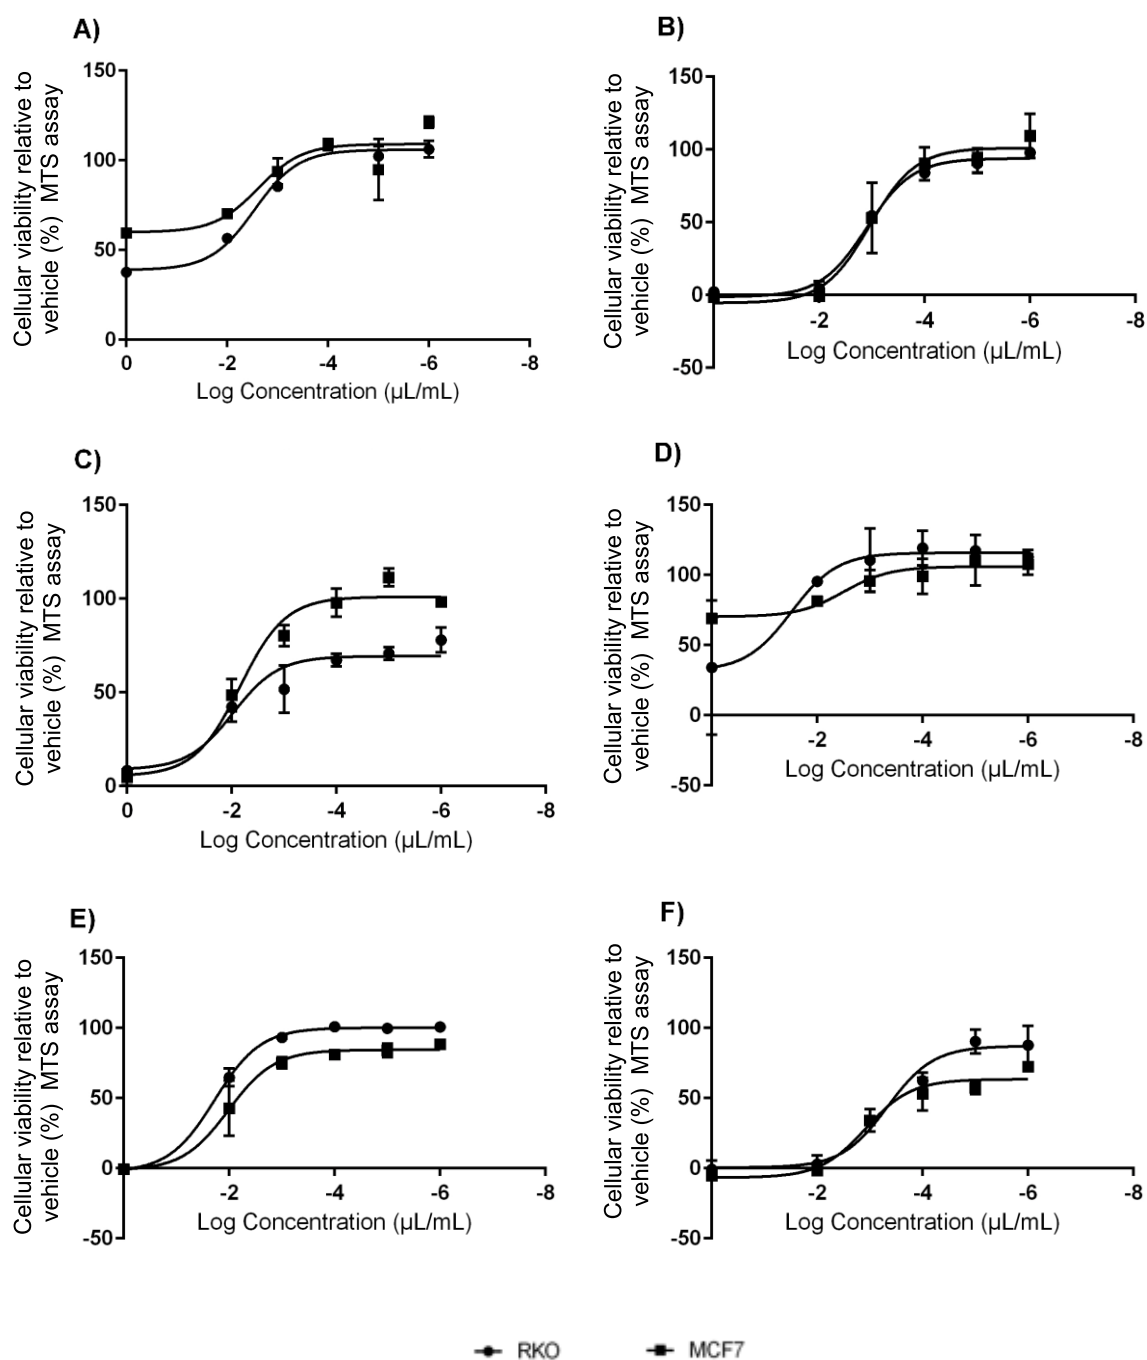 A)
Cellular viability relative to
vehicle (%)  MTS assay
150
100
50
0
0
-2
-4
-6
-8
Log Concentration (µL/mL)
B)
Cellular viability relative to
vehicle (%)  MTS assay
150
100
50
0
-50
-2
-4
-6
-8
Log Concentration (µL/mL)
C)
Cellular viability relative to
vehicle (%)  MTS assay
150
100
50
0
0
-2
-4
-6
-8
Log Concentration (µL/mL)
D)
Cellular viability relative to
vehicle (%)  MTS assay
150
100
50
0
-50
-2
-4
-6
-8
Log Concentration (µL/mL)
E)
Cellular viability relative to
vehicle (%)  MTS assay
150
100
50
0
-50
-2
-4
-6
-8
Log Concentration (µL/mL)
F)
Cellular viability relative to
vehicle (%)  MTS assay
150
100
50
0
-50
-2
-4
-6
-8
Log Concentration (µL/mL)
RKO
MCF7